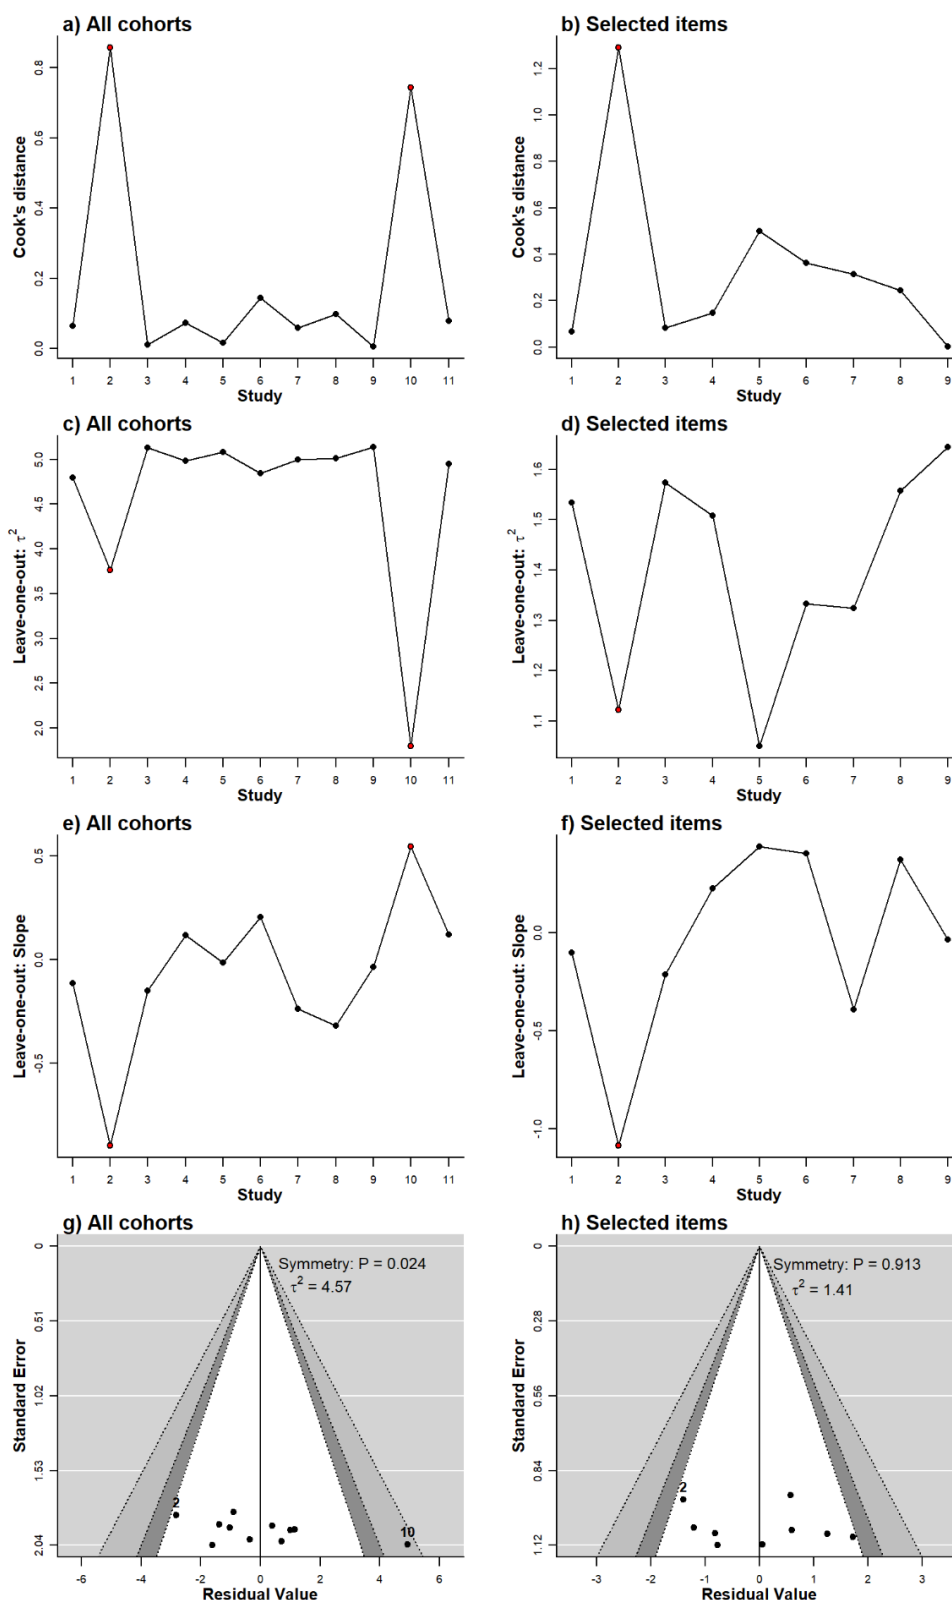 a) All cohorts
Cook's distance
0.8
0.6
0.4
0.2
0.0
1 2 3 4 5 6 7 8 9 10 11
Study
b) Selected items
Cook's distance
1.2
1.0
0.8
0.6
0.4
0.2
0.0
1 2 3 4 5 6 7 8 9
Study
c) All cohorts
Leave-one-out: τ²
5.0
4.5
4.0
3.5
3.0
2.5
2.0
1 2 3 4 5 6 7 8 9 10 11
Study
d) Selected items
Leave-one-out: τ²
1.6
1.5
1.4
1.3
1.2
1.1
1 2 3 4 5 6 7 8 9
Study
e) All cohorts
Leave-one-out: Slope
0.5
0.0
-0.5
1 2 3 4 5 6 7 8 9 10 11
Study
f) Selected items
Leave-one-out: Slope
0.0
-0.5
-1.0
1 2 3 4 5 6 7 8 9
Study
g) All cohorts
Symmetry: P = 0.024
τ² = 4.57
Standard Error
0
0.51
1.02
1.53
2.04
2
10
-6 -4 -2 0 2 4 6
Residual Value
h) Selected items
Symmetry: P = 0.913
τ² = 1.41
Standard Error
0
0.28
0.56
0.84
1.12
2
-3 -2 -1 0 1 2 3
Residual Value